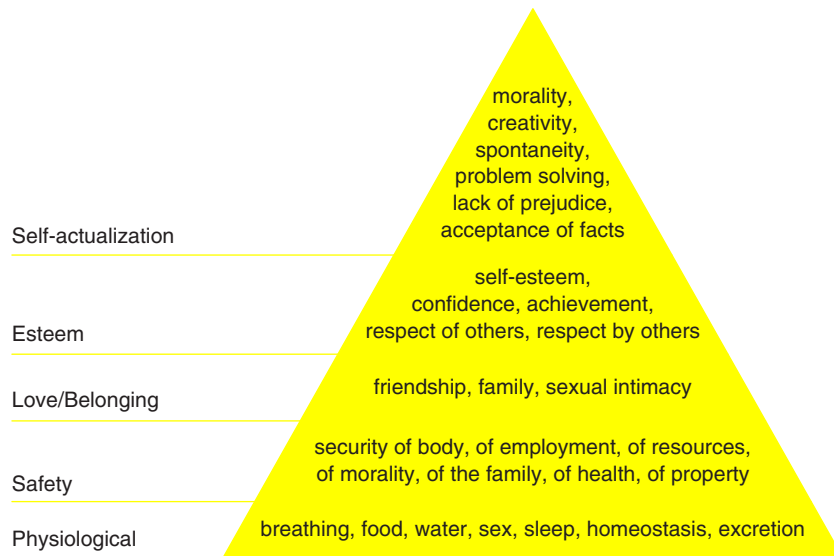 morality,
creativity,
spontaneity,
problem solving,
lack of prejudice,
acceptance of facts
Self-actualization
self-esteem,
confidence, achievement,
respect of others, respect by others
Esteem
friendship, family, sexual intimacy
Love/Belonging
security of body, of employment, of resources,
of morality, of the family, of health, of property
Safety
breathing, food, water, sex, sleep, homeostasis, excretion
Physiological